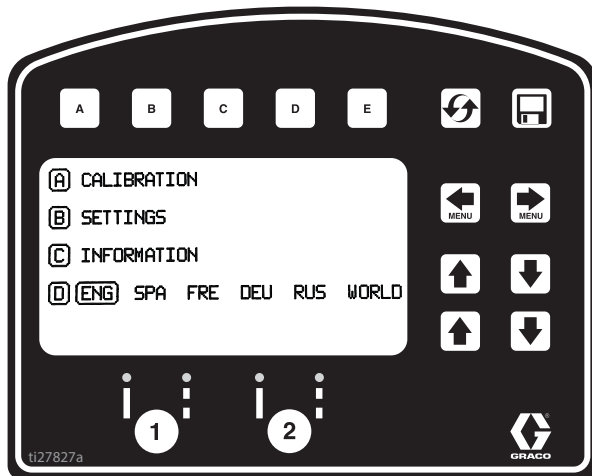 A B C D E
A CALIBRATION
MENU MENU
B SETTINGS
C INFORMATION
D ENG SPA FRE DEU RUS WORLD
1 2
ti27827a
G
GRACO